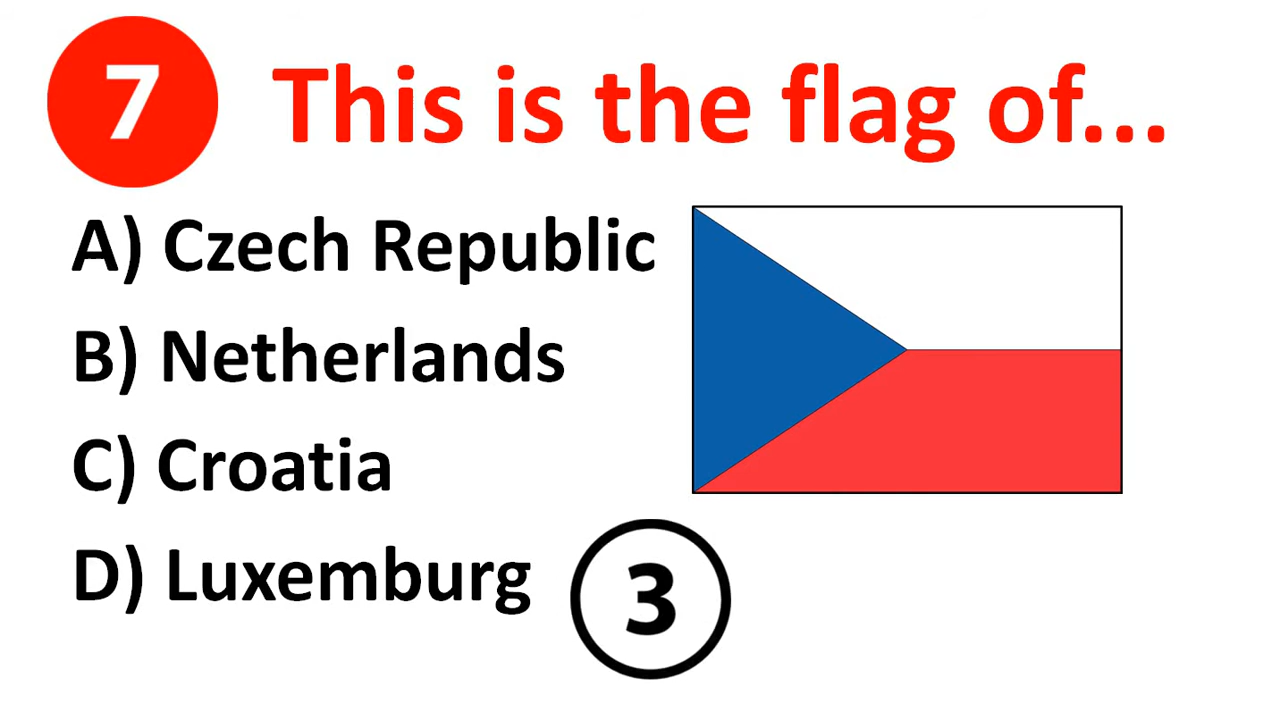 7 This is the flag of...
A) Czech Republic
B) Netherlands
C) Croatia
D) Luxemburg
3